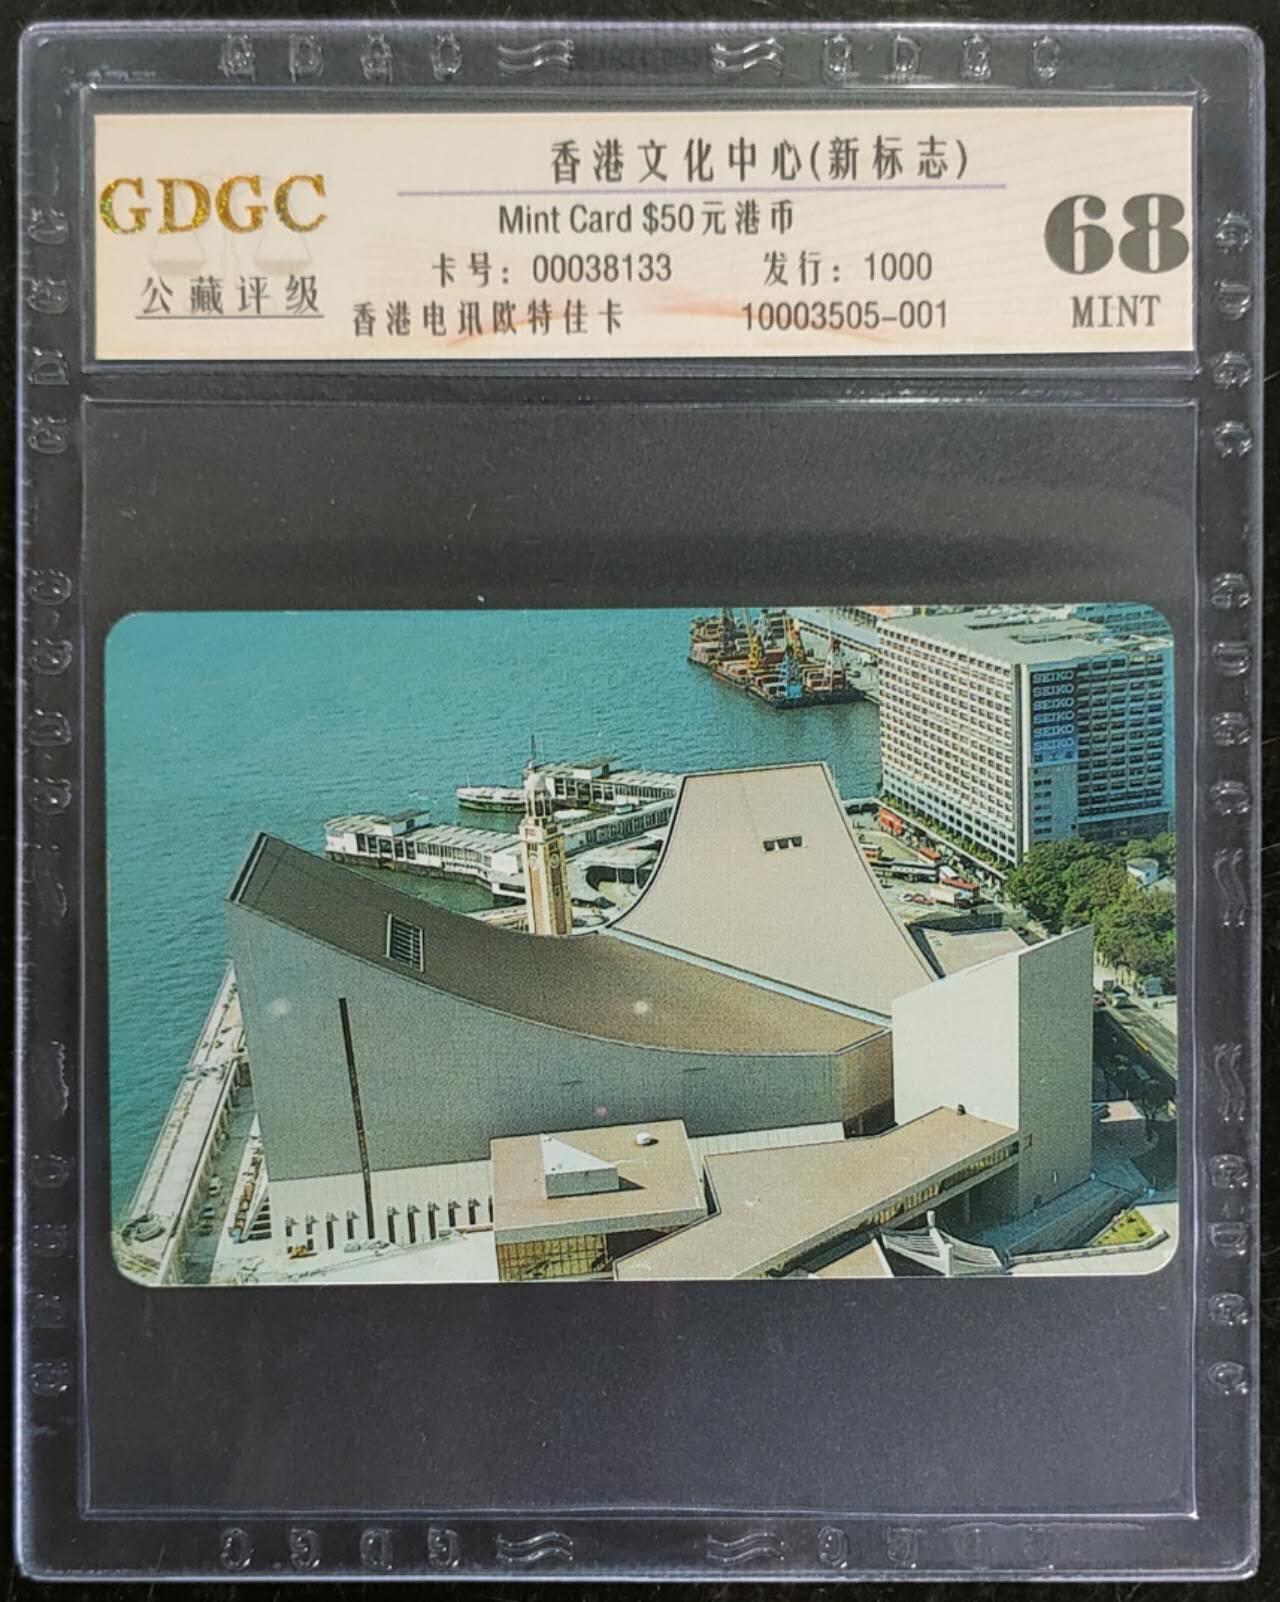 GDGC
公藏评级
香港文化中心(新标志)
Mint Card $50元港币
卡号：00038133 发行：1000
香港电讯欧特佳卡 10003505-001
68
MINT
SEIKO
SEIKO
SEIKO
SEIKO
SEIKO
SEIKO